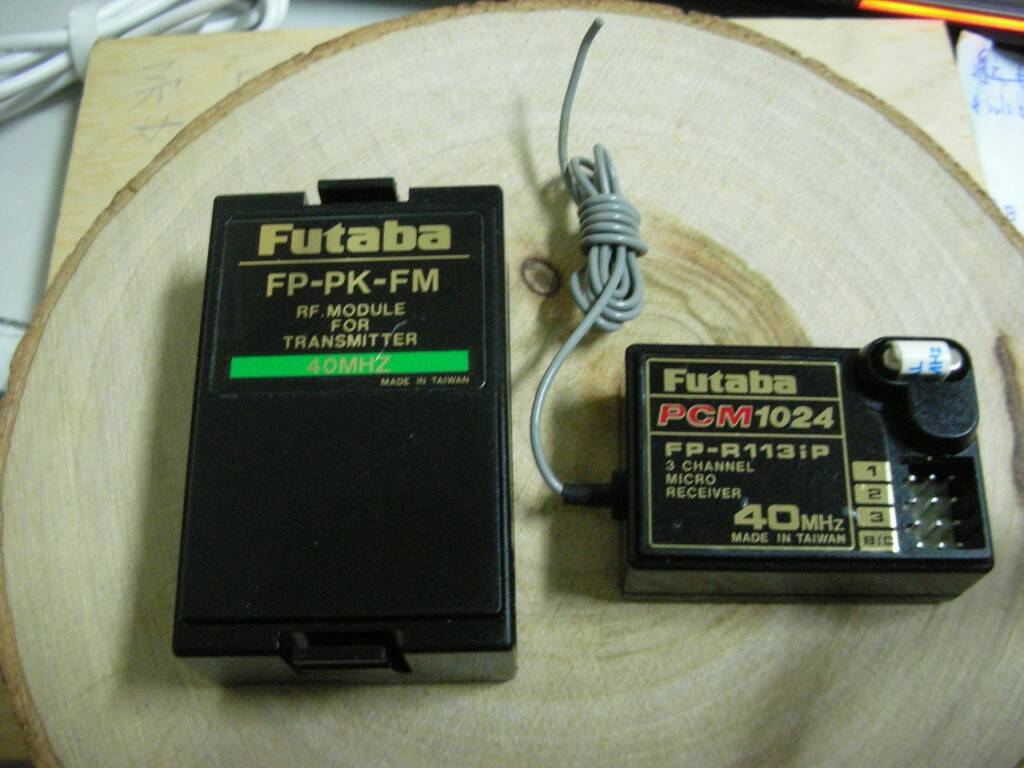 Futaba
FP-PK-FM
RF.MODULE
FOR
TRANSMITTER
40MHZ
MADE IN TAIWAN
Futaba
PCM1024
FP-R113iP
3 CHANNEL
MICRO
RECEIVER
40MHz
MADE IN TAIWAN
1
2
3
B/C
MHz